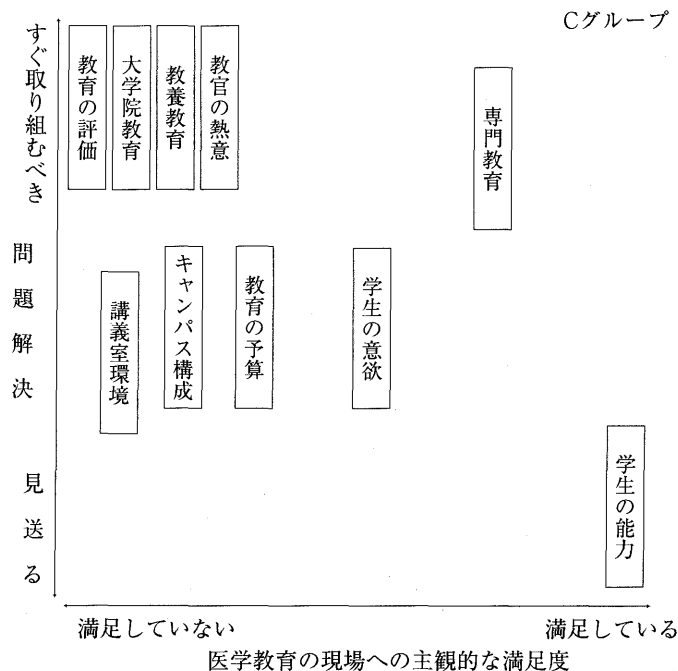 Cグループ
すぐ取り組むべき
問題解決
見送る
教育の評価
大学院教育
教養教育
教官の熱意
専門教育
講義室環境
キャンパス構成
教育の予算
学生の意欲
学生の能力
満足していない
満足している
医学教育の現場への主観的な満足度